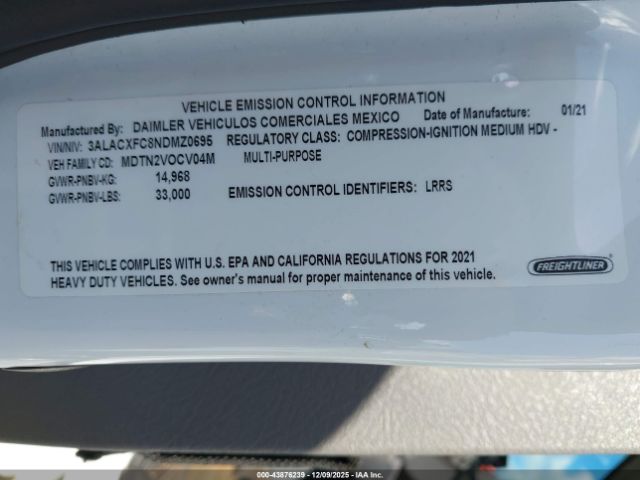 VEHICLE EMISSION CONTROL INFORMATION
Manufactured By: DAIMLER VEHICULOS COMERCIALES MEXICO Date of Manufacture: 01/21
VIN/NIV: 3ALACXFC8NDMZ0695 REGULATORY CLASS: COMPRESSION-IGNITION MEDIUM HDV -
VEH FAMILY CD: MDTN2VOCV04M MULTI-PURPOSE
GVWR-PNBV-KG: 14,968
GVWR-PNBV-LBS: 33,000 EMISSION CONTROL IDENTIFIERS: LRRS
THIS VEHICLE COMPLIES WITH U.S. EPA AND CALIFORNIA REGULATIONS FOR 2021
HEAVY DUTY VEHICLES. See owner's manual for proper maintenance of this vehicle.
FREIGHTLINER
000-43876239 - 12/09/2025 - IAA, Inc.